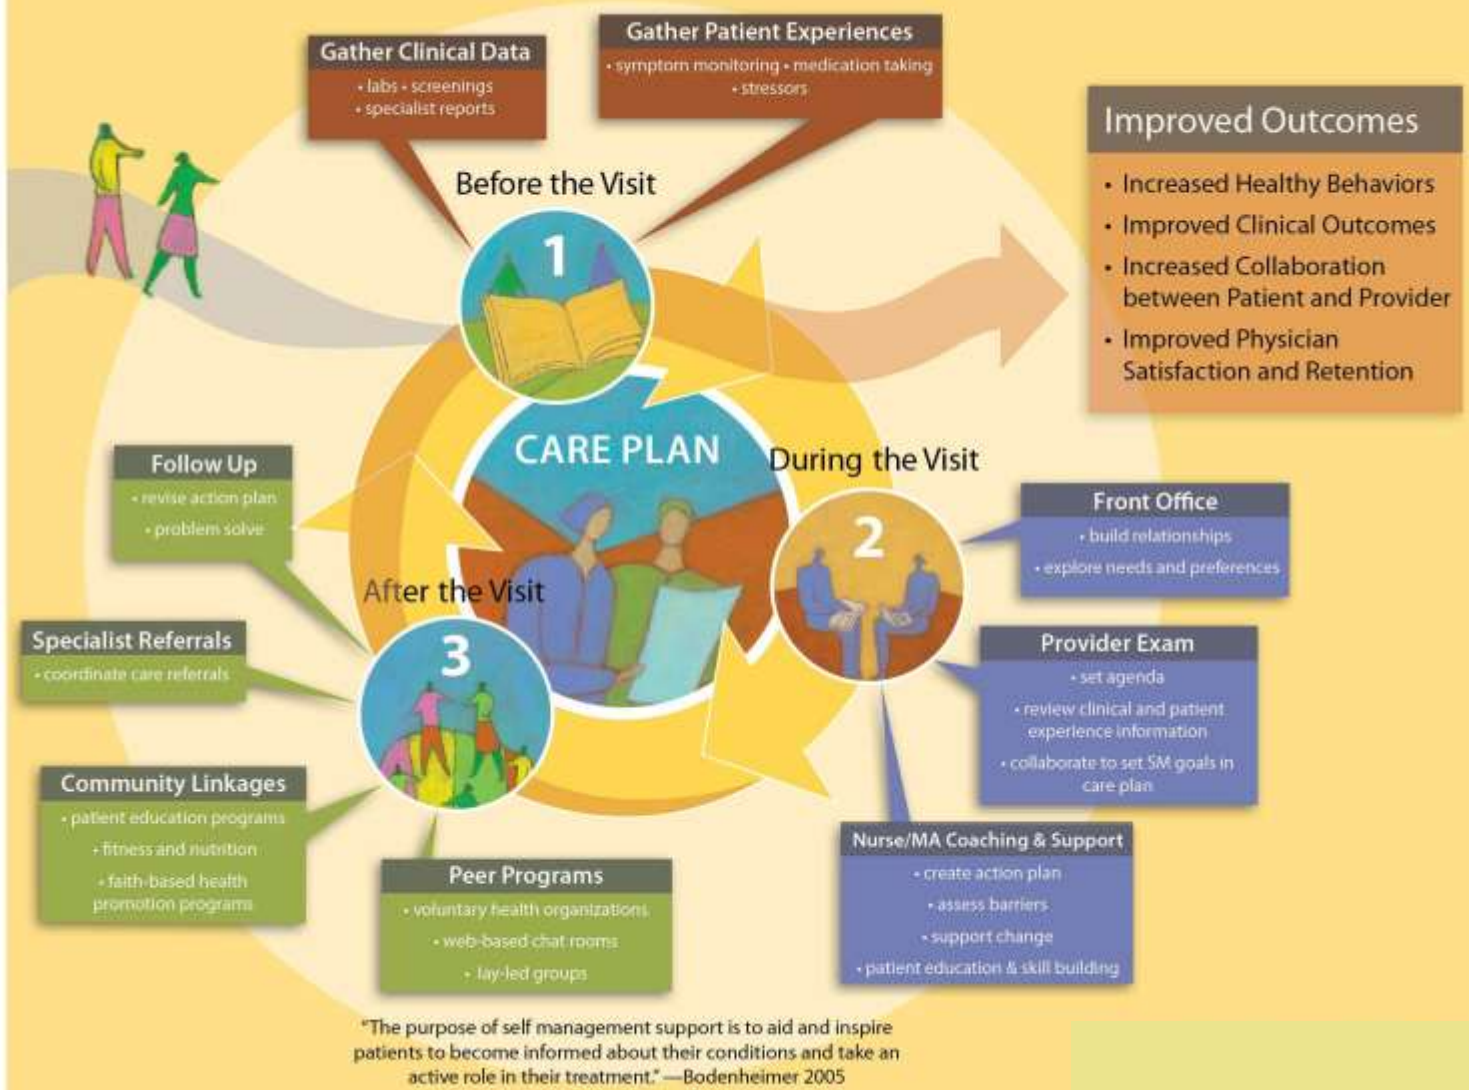 Gather Clinical Data
• labs • screenings
• specialist reports
Gather Patient Experiences
• symptom monitoring • medication taking
• stressors
Before the Visit
1
Improved Outcomes
• Increased Healthy Behaviors
• Improved Clinical Outcomes
• Increased Collaboration
between Patient and Provider
• Improved Physician
Satisfaction and Retention
CARE PLAN
During the Visit
2
Front Office
• build relationships
• explore needs and preferences
Provider Exam
• set agenda
• review clinical and patient
experience information
• collaborate to set SM goals in
care plan
Nurse/MA Coaching & Support
• create action plan
• assess barriers
• support change
• patient education & skill building
After the Visit
3
Follow Up
• revise action plan
• problem solve
Specialist Referrals
• coordinate care referrals
Community Linkages
• patient education programs
• fitness and nutrition
• faith-based health
promotion programs
Peer Programs
• voluntary health organizations
• web-based chat rooms
• lay-led groups
"The purpose of self management support is to aid and inspire
patients to become informed about their conditions and take an
active role in their treatment." —Bodenheimer 2005